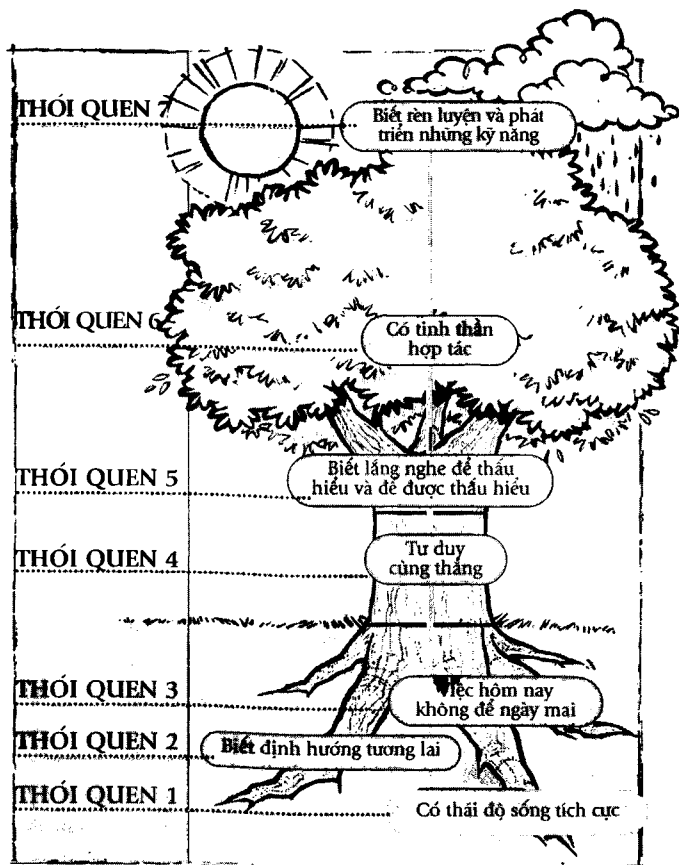 THÓI QUEN 7
Biết rèn luyện và phát
triển những kỹ năng
THÓI QUEN 6
Có tinh thần
hợp tác
THÓI QUEN 5
Biết lắng nghe để thấu
hiểu và để được thấu hiểu
THÓI QUEN 4
Tư duy
cùng thắng
THÓI QUEN 3
Việc hôm nay
không để ngày mai
THÓI QUEN 2
Biết định hướng tương lai
THÓI QUEN 1
Có thái độ sống tích cực